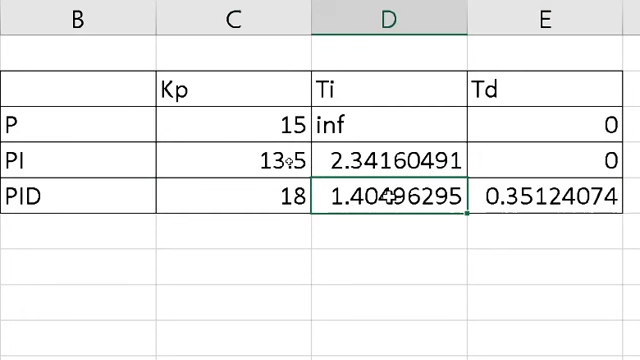 B C D E
Kp Ti Td
P 15 inf 0
PI 13.5 2.34160491 0
PID 18 1.40496295 0.35124074